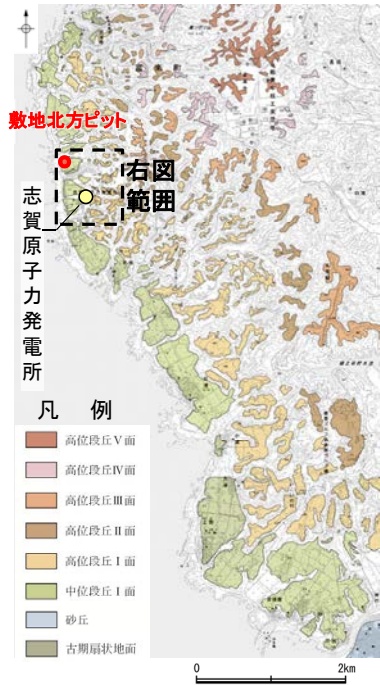 敷地北方ピット
右図
範囲
志賀原子力発電所
凡 例
高位段丘Ⅴ面
高位段丘Ⅳ面
高位段丘Ⅲ面
高位段丘Ⅱ面
高位段丘Ⅰ面
中位段丘Ⅰ面
砂丘
古期扇状地面
0 2km